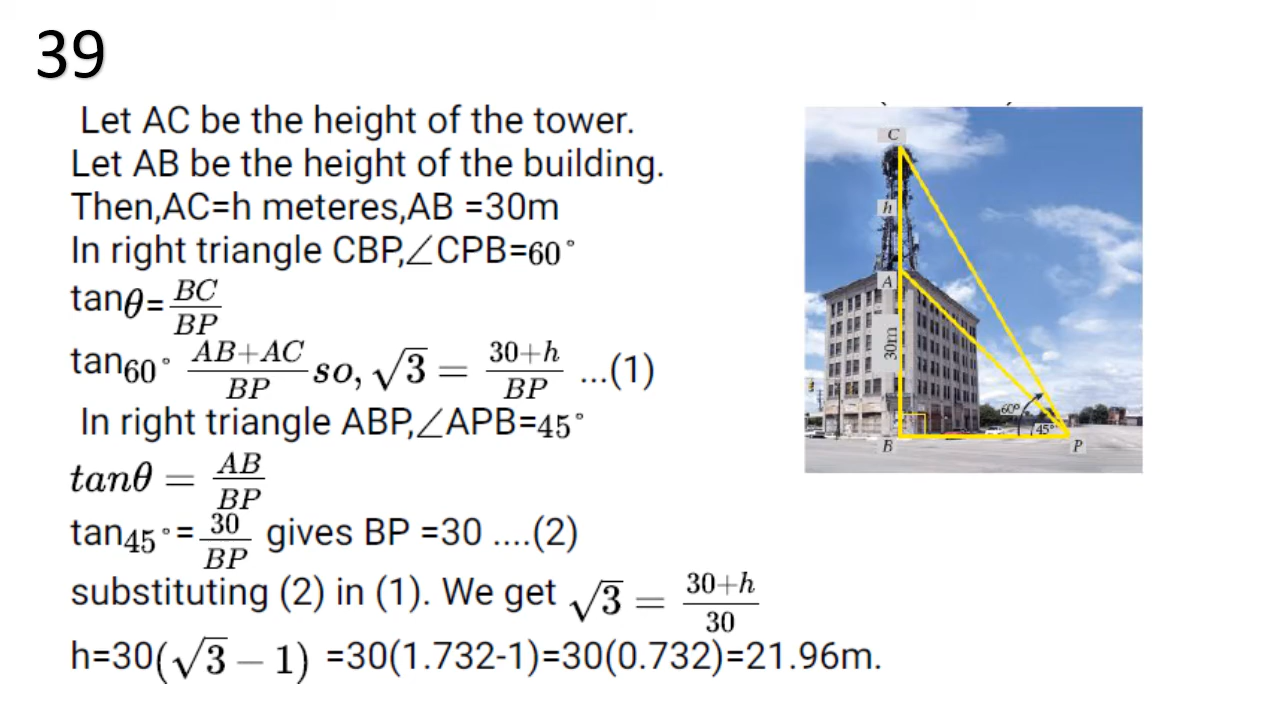 39
Let AC be the height of the tower.
Let AB be the height of the building.
Then,AC=h meteres,AB =30m
In right triangle CBP,∠CPB=60°
tanθ= BC/BP
tan60° AB+AC/BP so, √3 = 30+h/BP ...(1)
In right triangle ABP,∠APB=45°
tanθ = AB/BP
tan45°= 30/BP gives BP =30 ....(2)
substituting (2) in (1). We get √3 = 30+h/30
h=30(√3 − 1) =30(1.732-1)=30(0.732)=21.96m.
C
h
A
30m
60°
45°
B
P